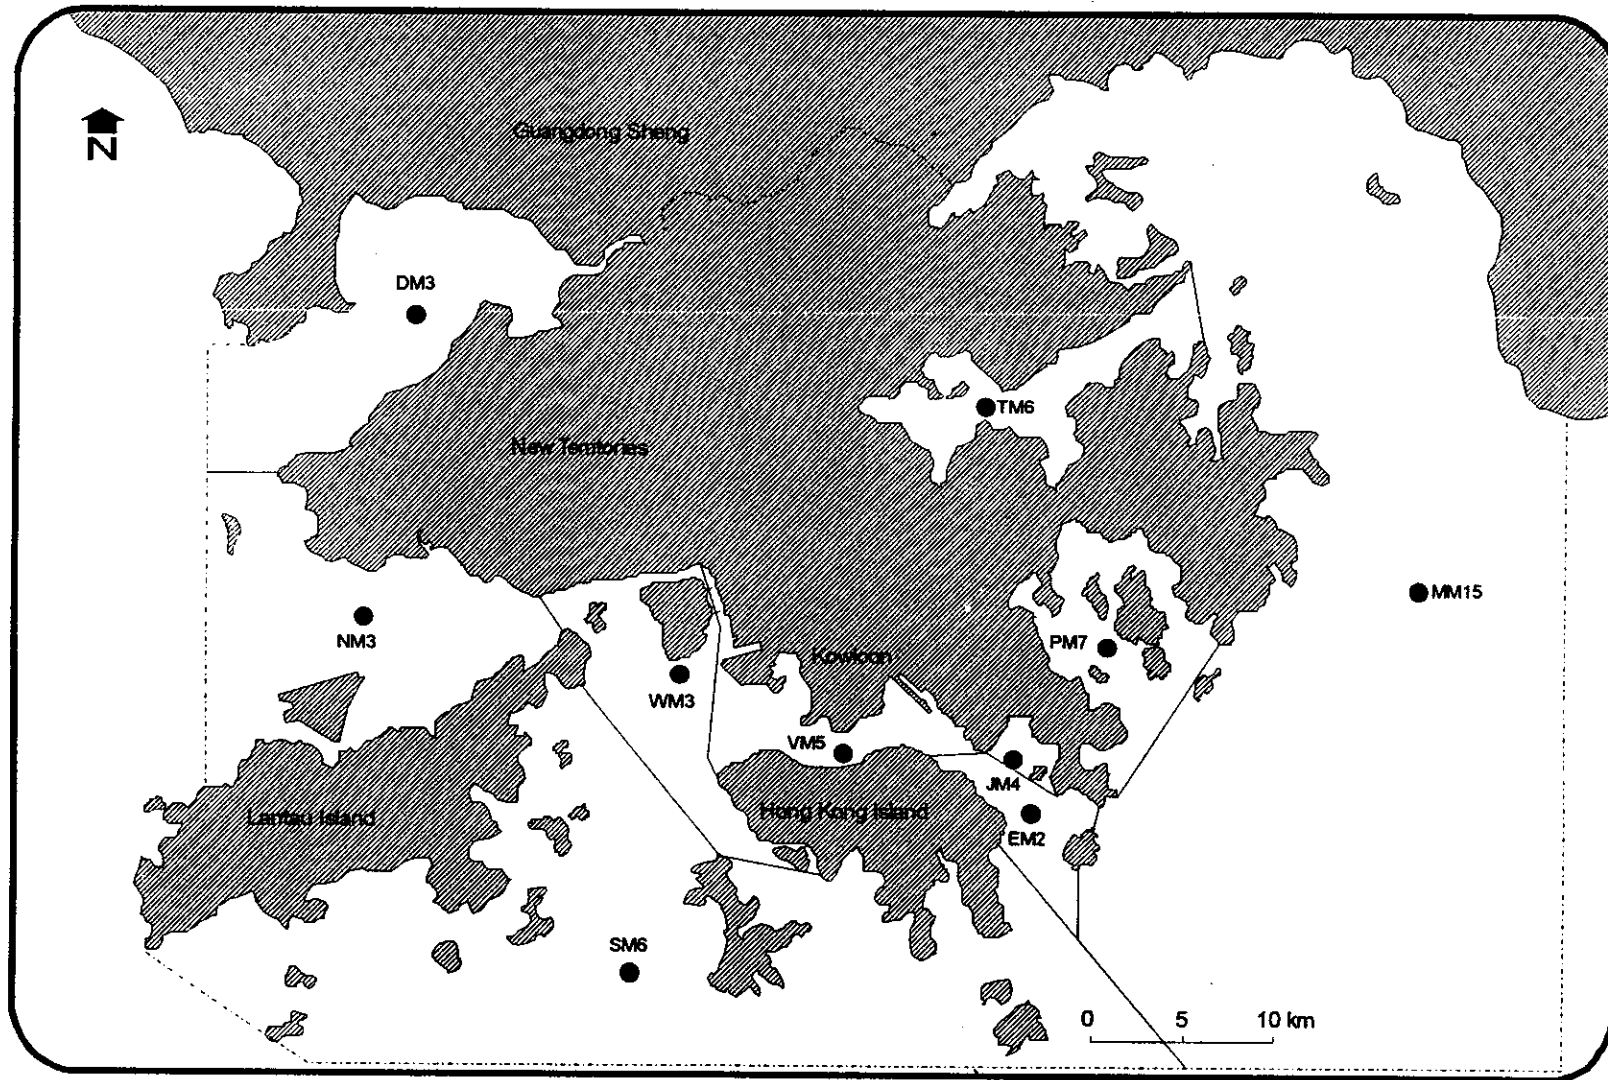 Guangdong Sheng
N
DM3
TM6
New Territories
MM15
NM3
PM7
Kowloon
WM3
VM5
JM4
Lantau Island
Hong Kong Island
EM2
SM6
0 5 10 km